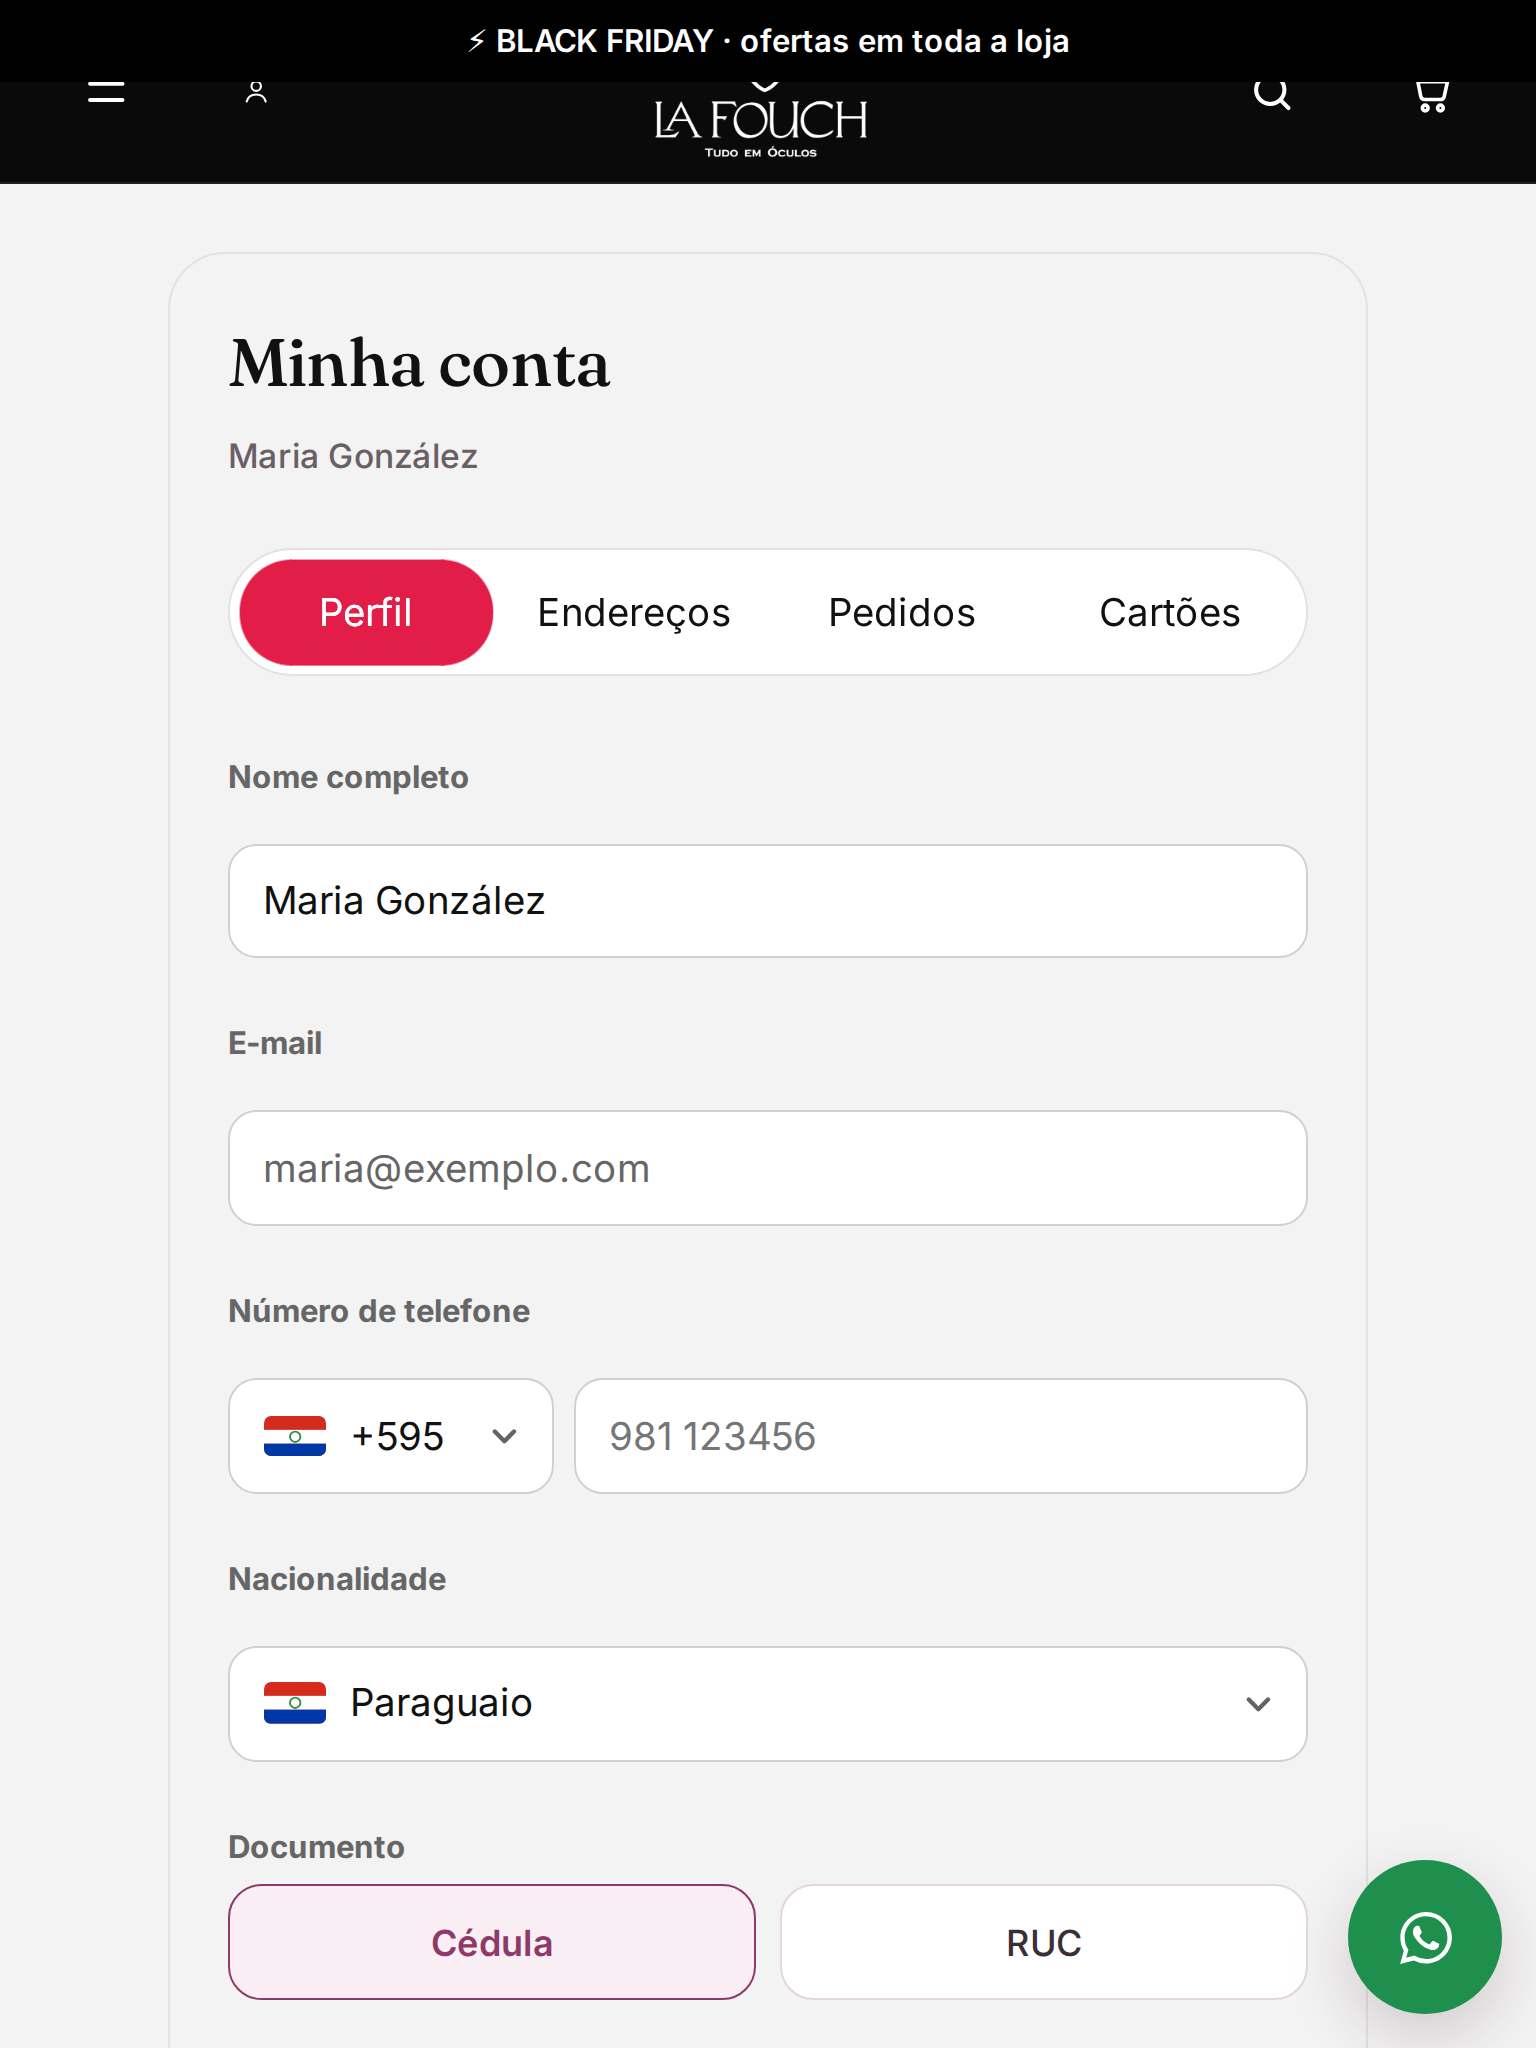 ⚡ BLACK FRIDAY · ofertas em toda a loja
LA FOUCH
Tudo em Óculos
Minha conta
Maria González
Perfil
Endereços
Pedidos
Cartões
Nome completo
Maria González
E-mail
maria@exemplo.com
Número de telefone
+595
981 123456
Nacionalidade
Paraguaio
Documento
Cédula
RUC